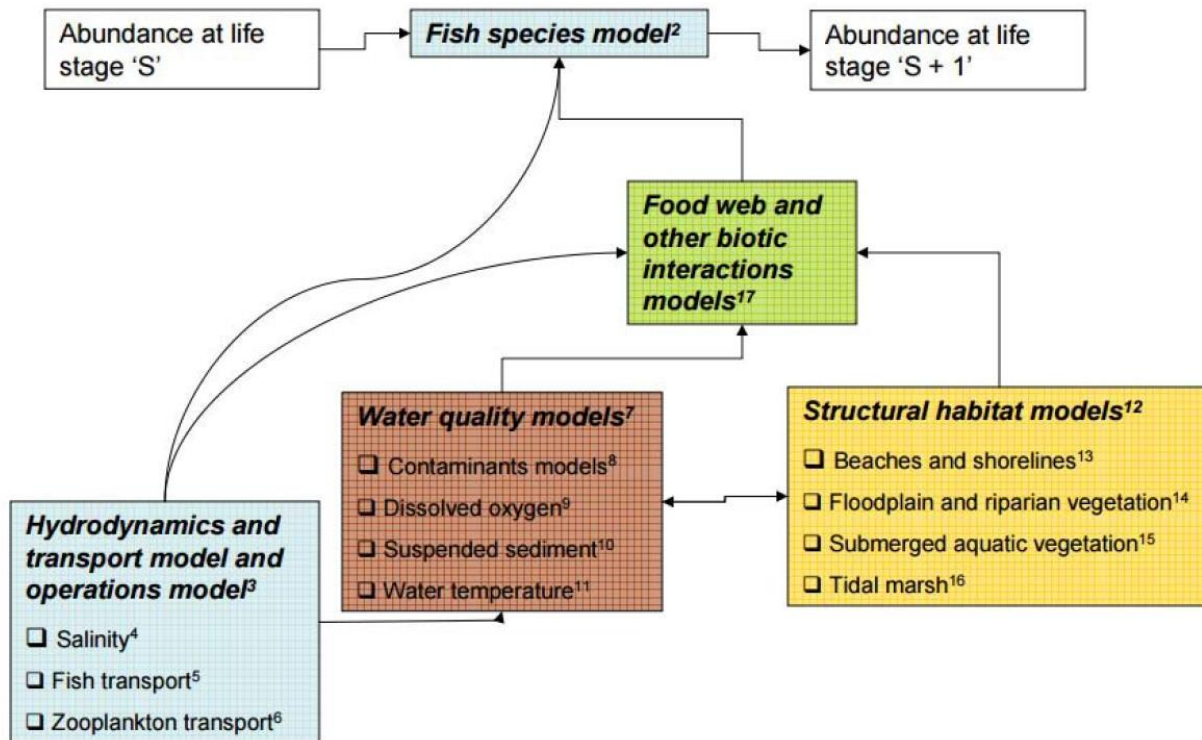 Abundance at life
stage ‘S’
Fish species model²
Abundance at life
stage ‘S + 1’
Food web and
other biotic
interactions
models¹⁷
Water quality models⁷
❑ Contaminants models⁸
❑ Dissolved oxygen⁹
❑ Suspended sediment¹⁰
❑ Water temperature¹¹
Structural habitat models¹²
❑ Beaches and shorelines¹³
❑ Floodplain and riparian vegetation¹⁴
❑ Submerged aquatic vegetation¹⁵
❑ Tidal marsh¹⁶
Hydrodynamics and
transport model and
operations model³
❑ Salinity⁴
❑ Fish transport⁵
❑ Zooplankton transport⁶